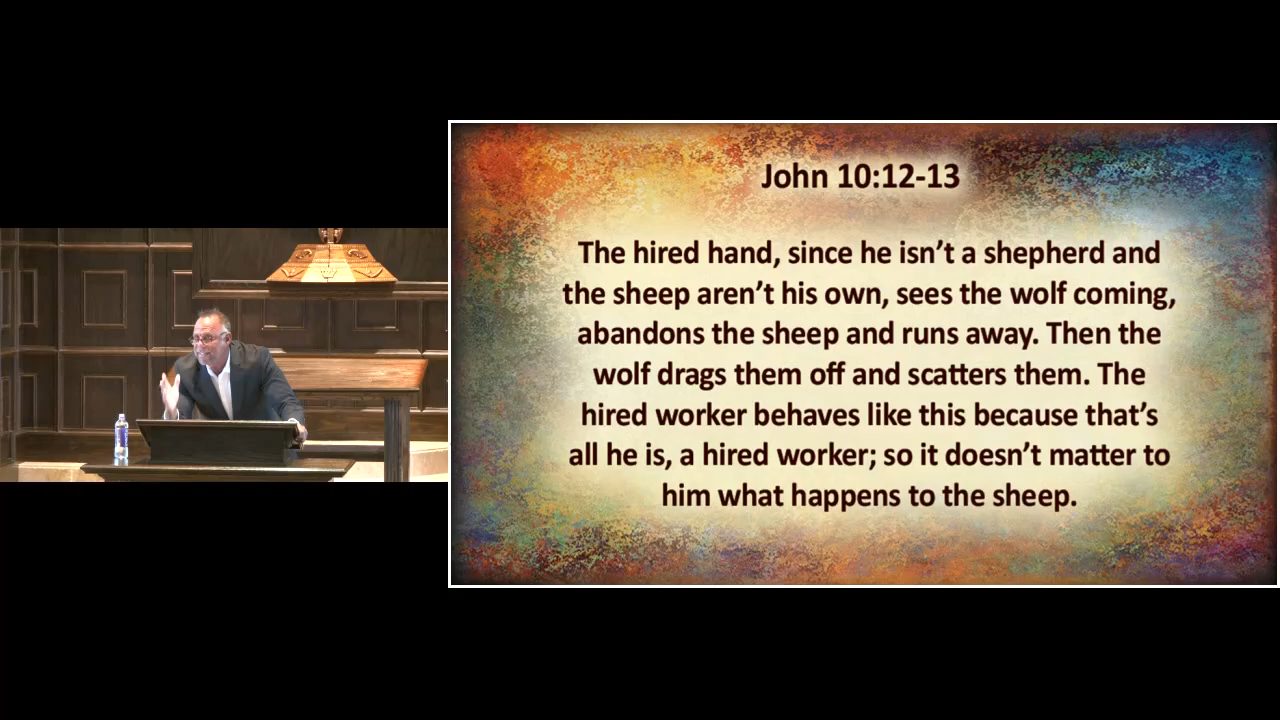 John 10:12-13
The hired hand, since he isn’t a shepherd and
the sheep aren’t his own, sees the wolf coming,
abandons the sheep and runs away. Then the
wolf drags them off and scatters them. The
hired worker behaves like this because that’s
all he is, a hired worker; so it doesn’t matter to
him what happens to the sheep.